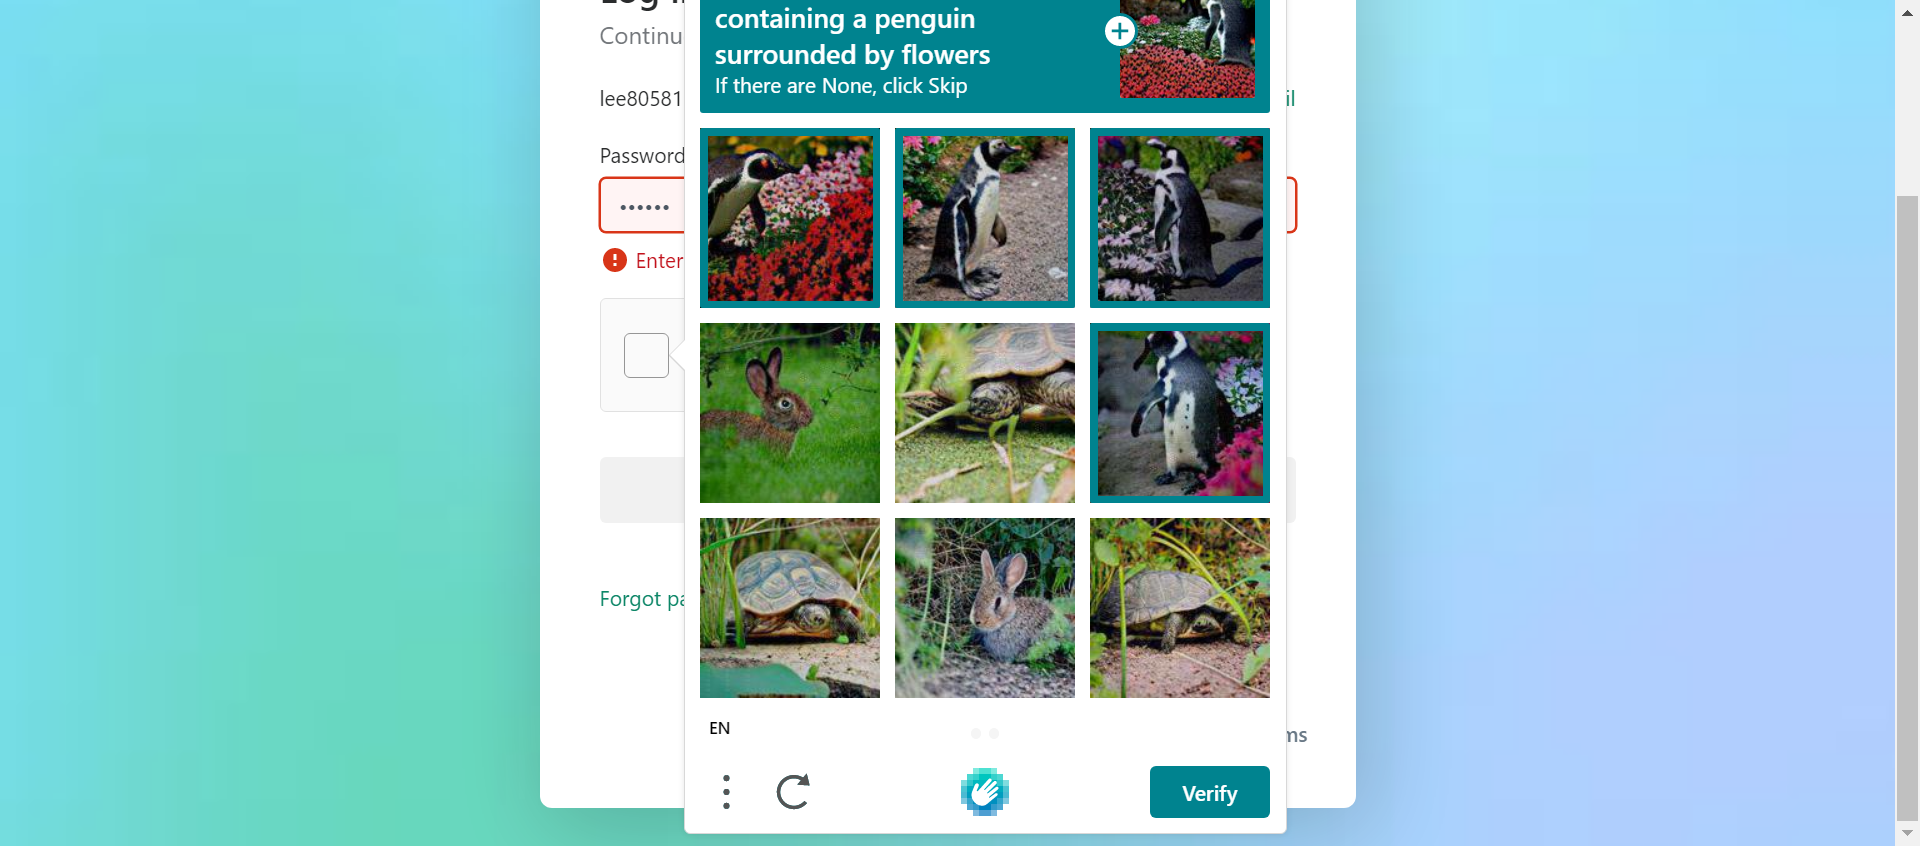 Continu
lee80581
il
Password
••••••
Enter
Forgot pa
ms
containing a penguin
surrounded by flowers
If there are None, click Skip
EN
Verify